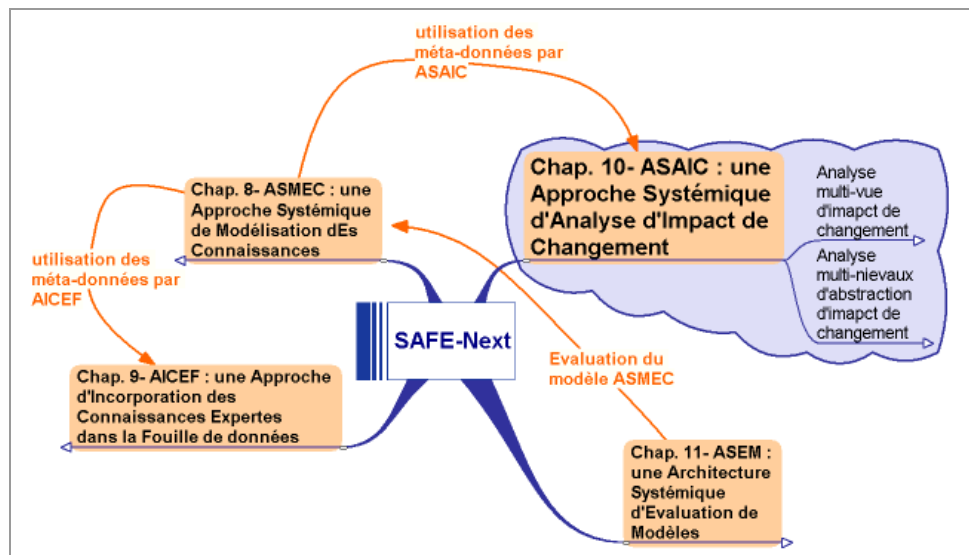 utilisation des
méta-données par
ASAIC
Chap. 10- ASAIC : une
Approche Systémique
d'Analyse d'Impact de
Changement
Analyse
multi-vue
d'imapct de
changement
Analyse
multi-nievaux
d'abstraction
d'imapct de
changement
Chap. 8- ASMEC : une
Approche Systémique
de Modélisation dEs
Connaissances
utilisation des
méta-données par
AICEF
SAFE-Next
Evaluation du
modèle ASMEC
Chap. 9- AICEF : une Approche
d'Incorporation des
Connaissances Expertes
dans la Fouille de données
Chap. 11- ASEM :
une Architecture
Systémique
d'Evaluation de
Modèles